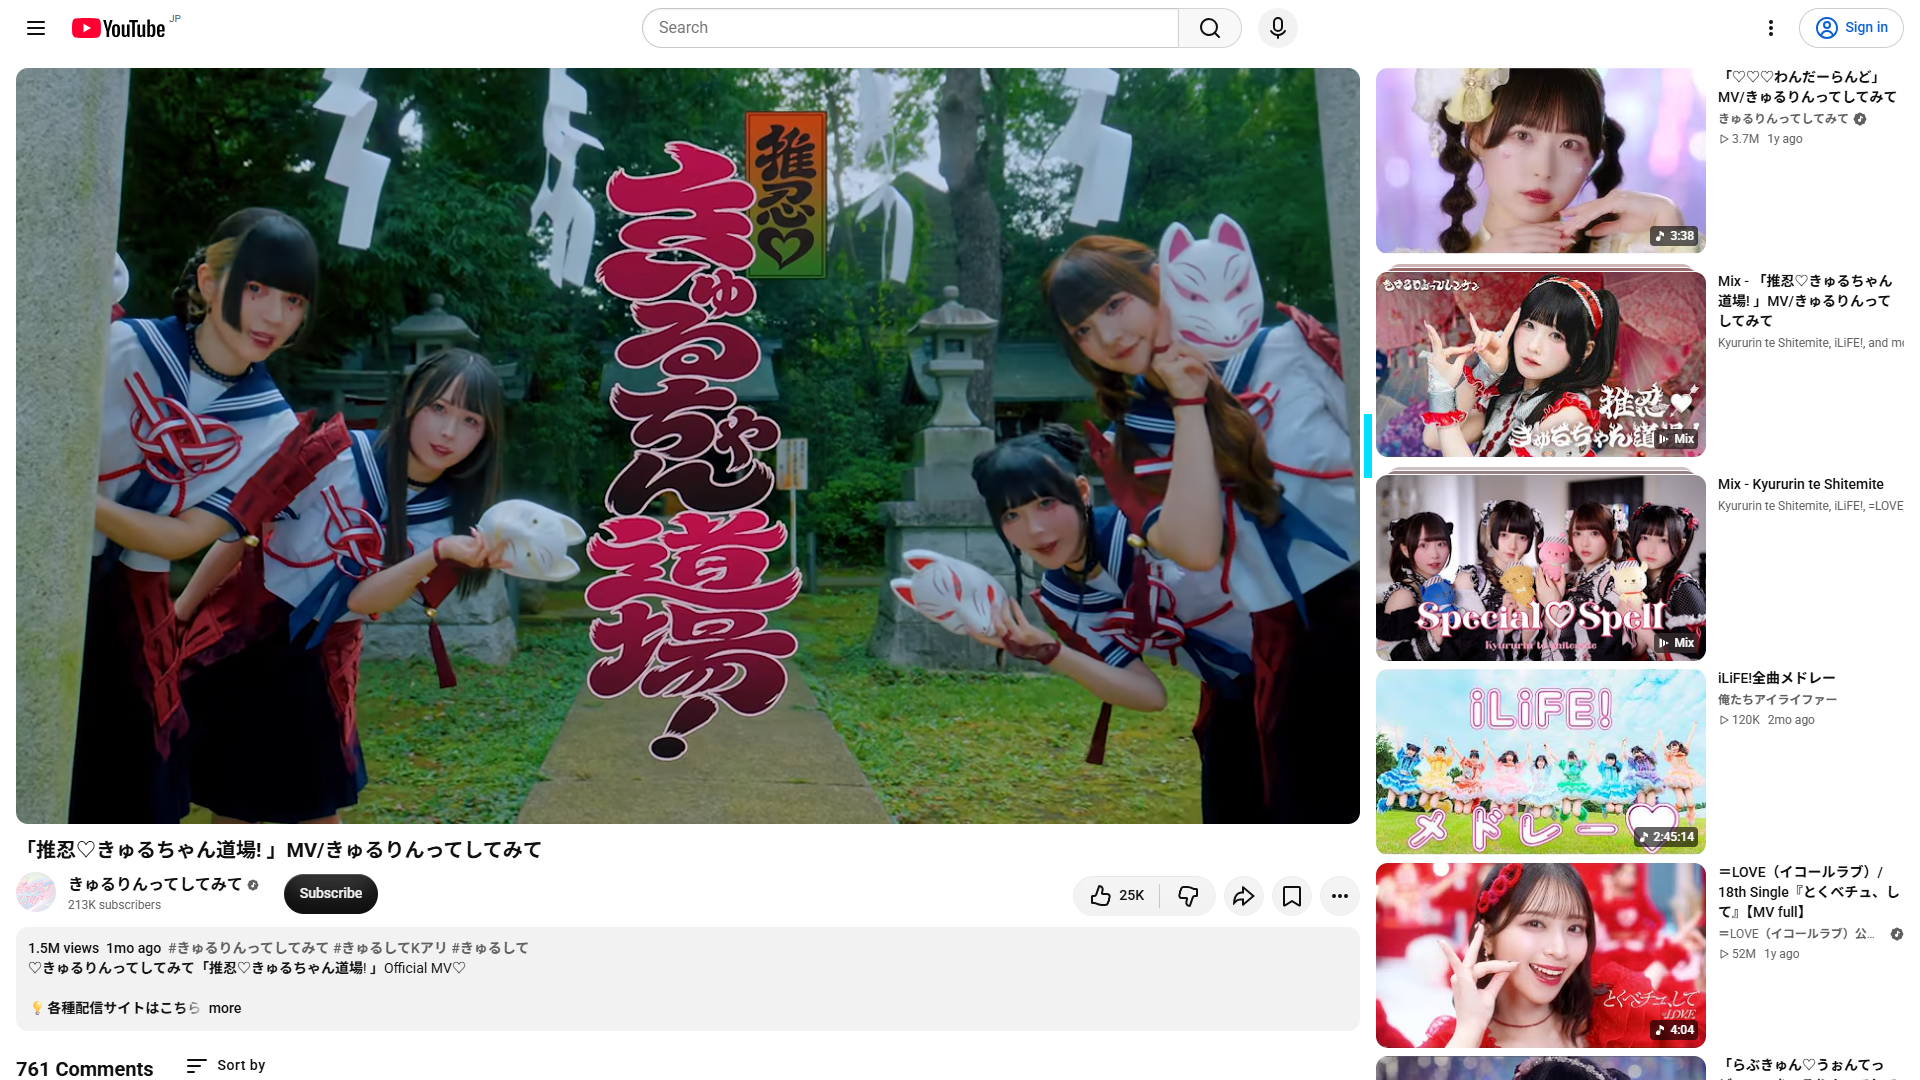 YouTube JP
Search
Sign in
推忍♡
きゅるちゃん道場!
「推忍♡きゅるちゃん道場! 」MV/きゅるりんってしてみて
きゅるりんってしてみて
213K subscribers
Subscribe
25K
1.5M views 1mo ago #きゅるりんってしてみて #きゅるしてKアリ #きゅるして
♡きゅるりんってしてみて「推忍♡きゅるちゃん道場! 」Official MV♡
💡各種配信サイトはこちら more
761 Comments
Sort by
3:38
「♡♡♡わんだーらんど」
MV/きゅるりんってしてみて
きゅるりんってしてみて
3.7M 1y ago
推忍♡
きゅるちゃん道場!
Mix
Mix - 「推忍♡きゅるちゃん
道場! 」MV/きゅるりんって
してみて
Kyururin te Shitemite, iLiFE!, and mo
Special♡Spell
Kyururin te shitemite
Mix
Mix - Kyururin te Shitemite
Kyururin te Shitemite, iLiFE!, =LOVE
iLiFE!
メドレー♡
2:45:14
iLiFE!全曲メドレー
俺たちアイライファー
120K 2mo ago
とくべチュ、して
=LOVE
4:04
＝LOVE（イコールラブ）/
18th Single『とくべチュ、し
て』【MV full】
＝LOVE（イコールラブ）公...
52M 1y ago
「らぶきゅん♡うぉんてっ